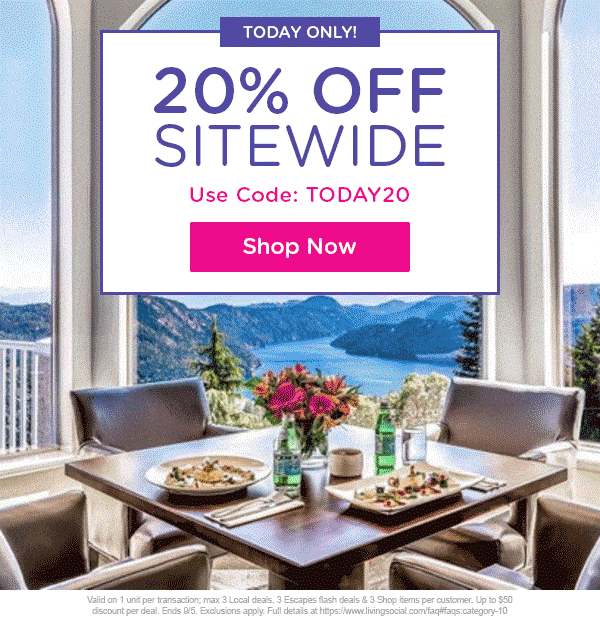 TODAY ONLY!
20% OFF
SITEWIDE
Use Code: TODAY20
Shop Now
Valid on 1 unit per transaction; max 3 Local deals, 3 Escapes flash deals & 3 Shop items per customer. Up to $50
discount per deal. Ends 9/5. Exclusions apply. Full details at https://www.livingsocial.com/faq#faqs:category-10